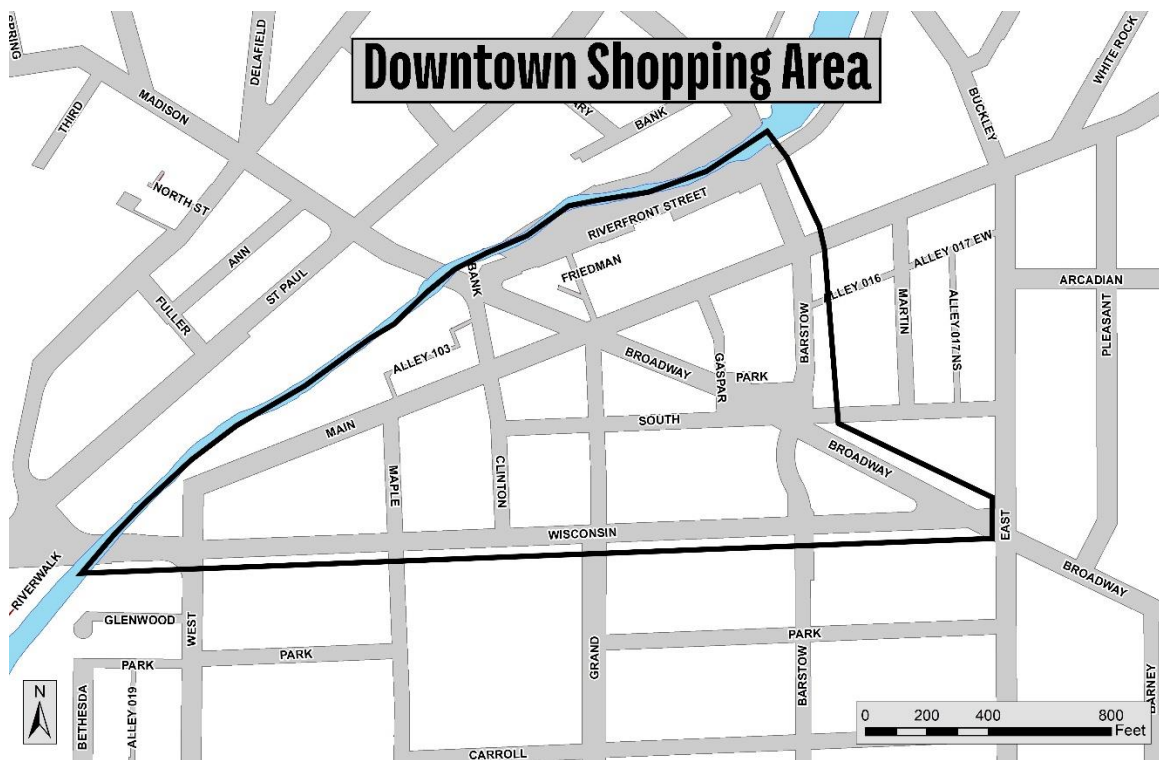 Downtown Shopping Area
SPRING
DELAFIELD
THIRD
MADISON
BANK
BUCKLEY
WHITE ROCK
NORTH ST
RIVERFRONT STREET
ANN
ST PAUL
FULLER
BANK
FRIEDMAN
ALLEY 017 EW
ALLEY 016
ARCADIAN
MARTIN
ALLEY 017 NS
PLEASANT
BARSTOW
ALLEY 103
BROADWAY
GASPAR
PARK
MAIN
SOUTH
MAPLE
CLINTON
BROADWAY
WISCONSIN
EAST
RIVERWALK
BROADWAY
GLENWOOD
WEST
PARK
PARK
GRAND
PARK
BARSTOW
BETHESDA
ALLEY 019
BARNEY
CARROLL
N
0 200 400 800
Feet